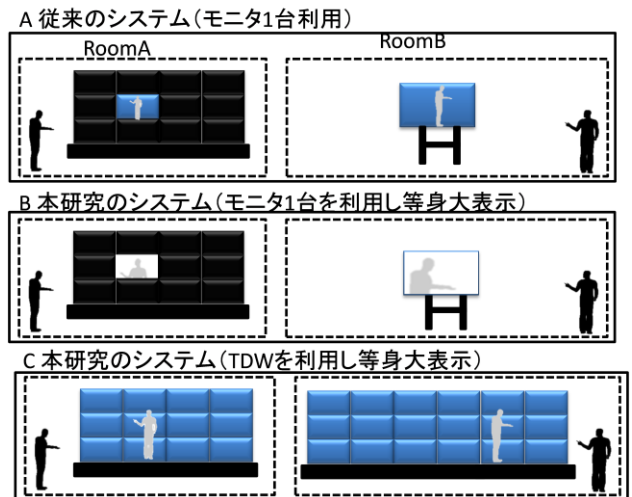 A 従来のシステム(モニタ1台利用)
RoomA
RoomB
B 本研究のシステム(モニタ1台を利用し等身大表示)
C 本研究のシステム(TDWを利用し等身大表示)